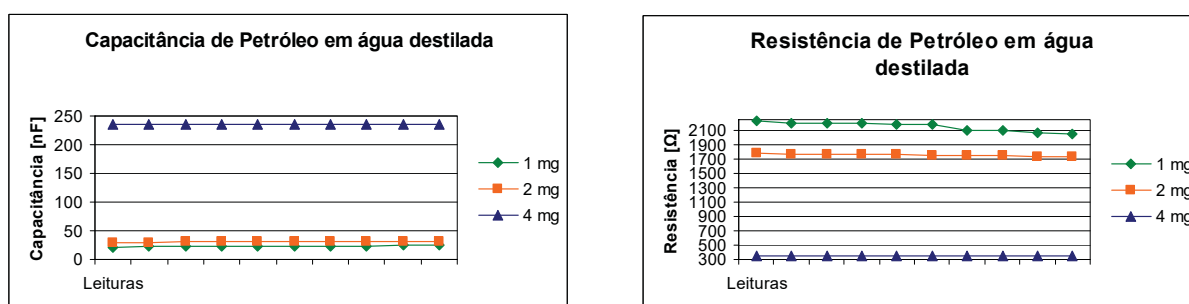 Capacitância de Petróleo em água destilada
Capacitância [nF]
250
200
150
100
50
0
Leituras
1 mg
2 mg
4 mg
Resistência de Petróleo em água
destilada
Resistência [Ω]
2100
1900
1700
1500
1300
1100
900
700
500
300
Leituras
1 mg
2 mg
4 mg